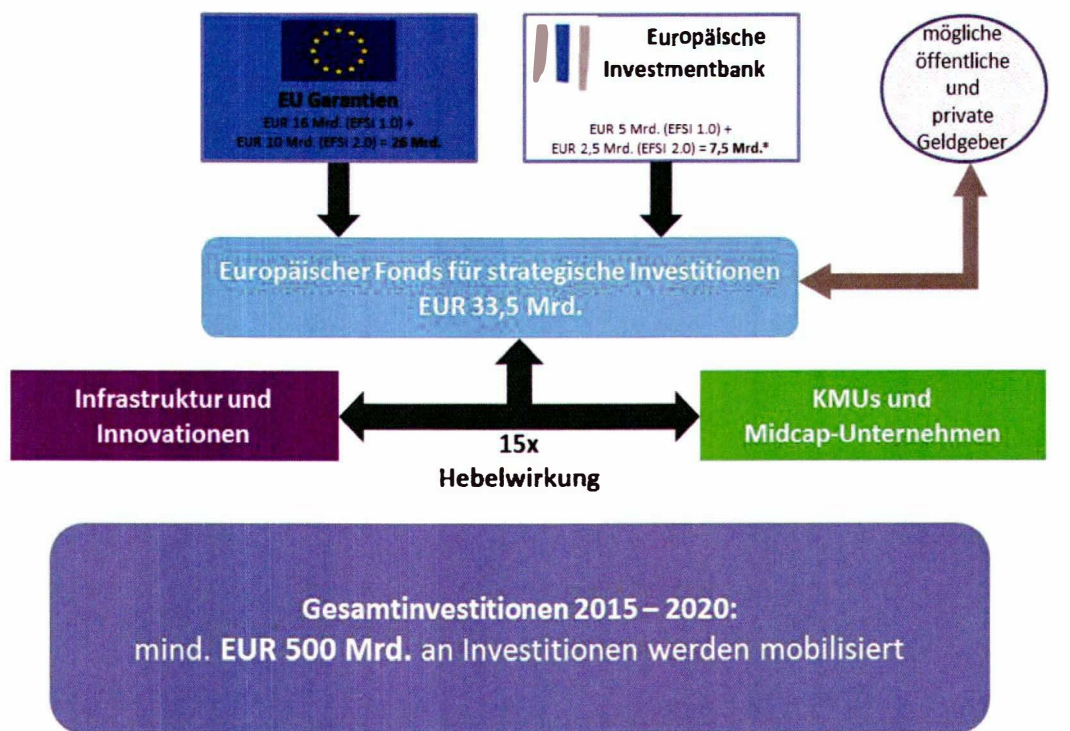 EU Garantien
EUR 16 Mrd. (EFSI 1.0) +
EUR 10 Mrd. (EFSI 2.0) = 26 Mrd.
Europäische
Investmentbank
EUR 5 Mrd. (EFSI 1.0) +
EUR 2,5 Mrd. (EFSI 2.0) = 7,5 Mrd.*
mögliche
öffentliche
und
private
Geldgeber
Europäischer Fonds für strategische Investitionen
EUR 33,5 Mrd.
Infrastruktur und
Innovationen
15x
Hebelwirkung
KMUs und
Midcap-Unternehmen
Gesamtinvestitionen 2015 – 2020:
mind. EUR 500 Mrd. an Investitionen werden mobilisiert